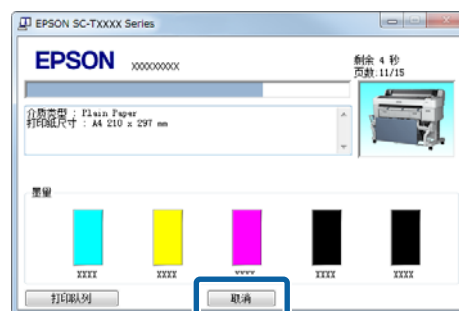 EPSON SC-TXXXX Series
EPSON XXXXXXXXX
剩余 4 秒
页数:11/15
介质类型 : Plain Paper
打印纸尺寸 : A4 210 x 297 mm
墨量
XXXX XXXX XXXX XXXX XXXX
打印队列 取消